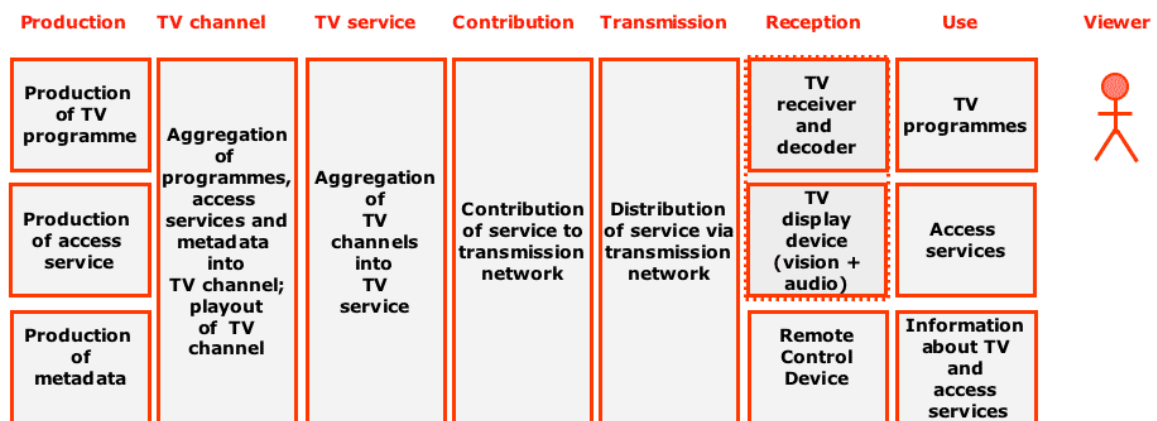 Production
TV channel
TV service
Contribution
Transmission
Reception
Use
Viewer
Production
of TV
programme
Production
of access
service
Production
of
metadata
Aggregation
of
programmes,
access
services and
metadata
into
TV channel;
playout
of TV
channel
Aggregation
of
TV
channels
into
TV
service
Contribution
of service to
transmission
network
Distribution
of service via
transmission
network
TV
receiver
and
decoder
TV
display
device
(vision +
audio)
Remote
Control
Device
TV
programmes
Access
services
Information
about TV
and
access
services